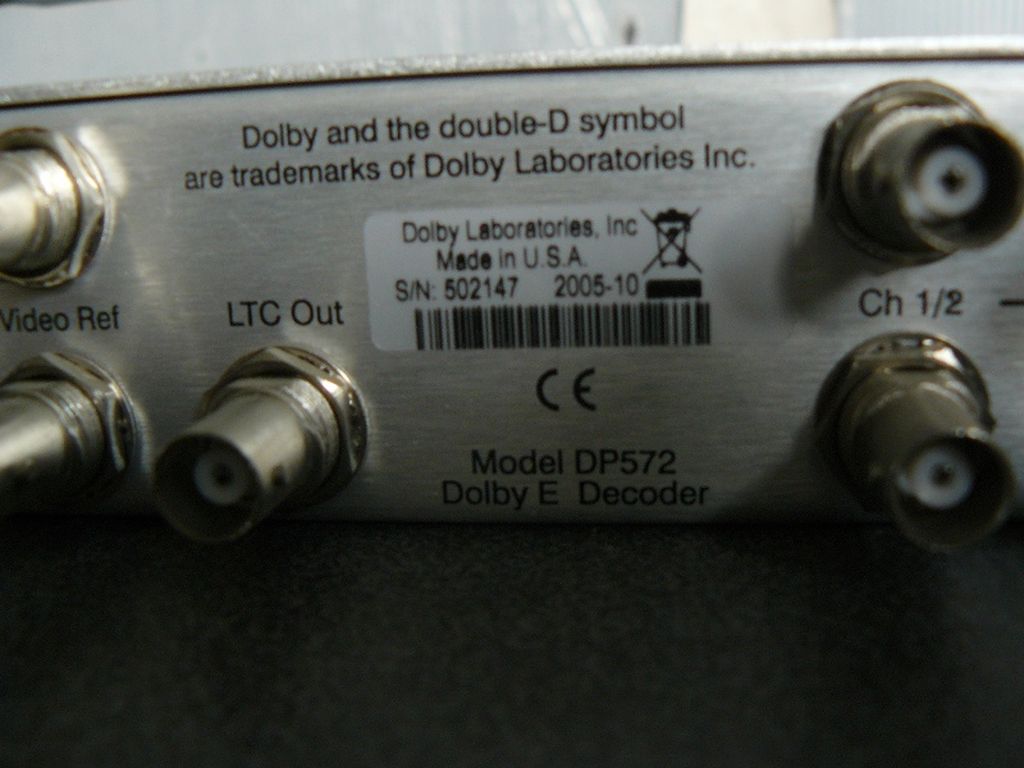 Dolby and the double-D symbol
are trademarks of Dolby Laboratories Inc.
Dolby Laboratories, Inc
Made in U.S.A.
S/N: 502147 2005-10
Video Ref
LTC Out
Ch 1/2
CE
Model DP572
Dolby E Decoder